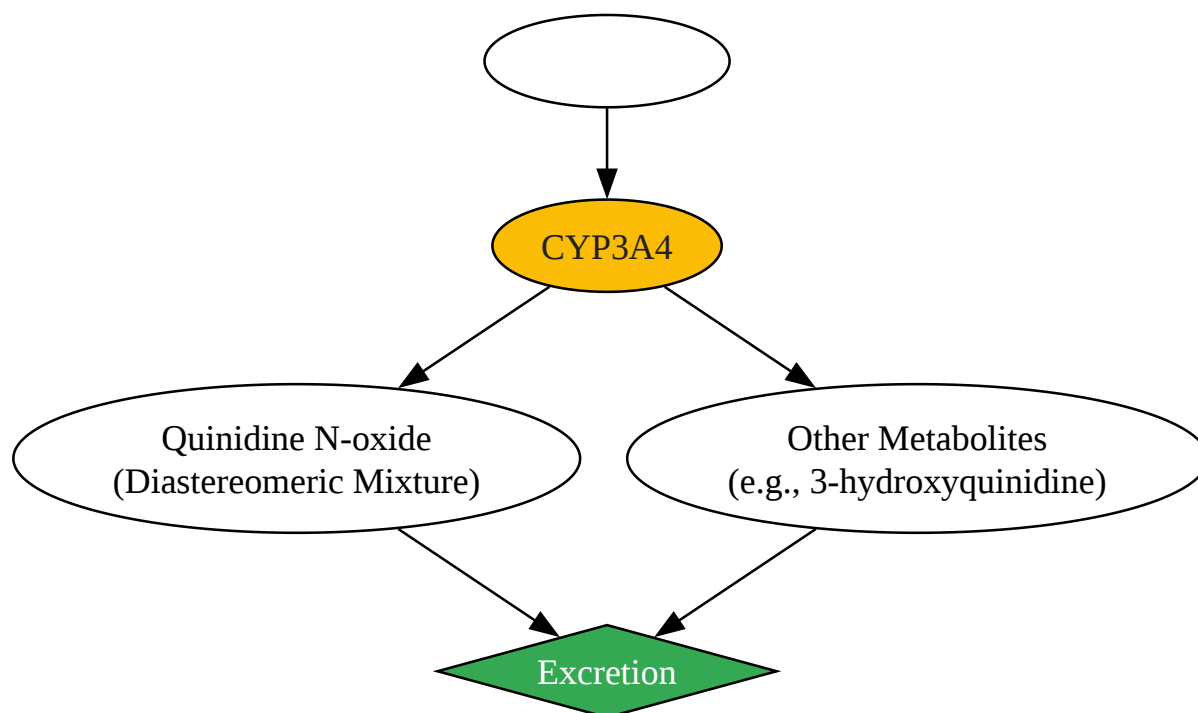 CYP3A4
Quinidine N-oxide
(Diastereomeric Mixture)
Other Metabolites
(e.g., 3-hydroxyquinidine)
Excretion